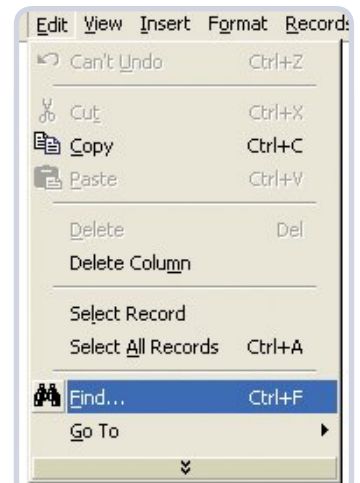 Edit View Insert Format Records
Can't Undo Ctrl+Z
Cut Ctrl+X
Copy Ctrl+C
Paste Ctrl+V
Delete Del
Delete Column
Select Record
Select All Records Ctrl+A
Find... Ctrl+F
Go To